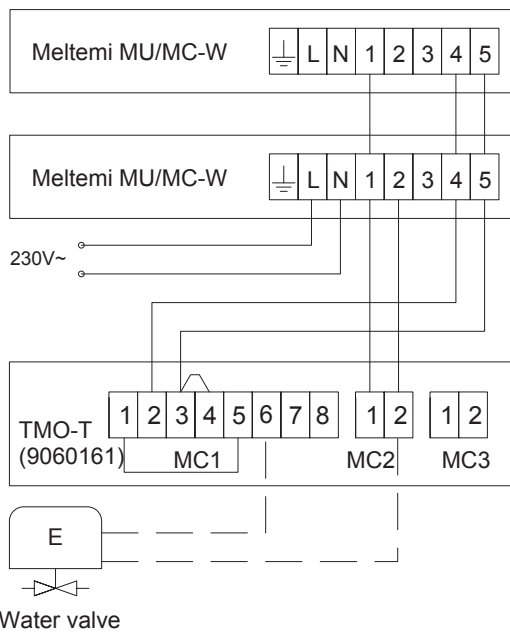 Meltemi MU/MC-W L N 1 2 3 4 5
Meltemi MU/MC-W L N 1 2 3 4 5
230V~
1 2 3 4 5 6 7 8 1 2 1 2
TMO-T
(9060161) MC1 MC2 MC3
E
Water valve